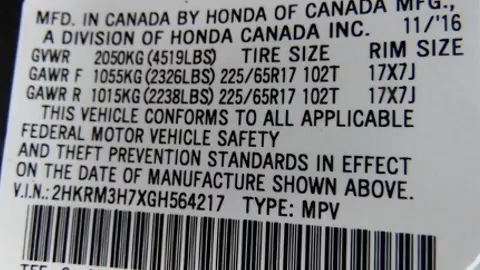 MFD. IN CANADA BY HONDA OF CANADA MFG.,
A DIVISION OF HONDA CANADA INC. 11/'16
GVWR 2050KG (4519LBS) TIRE SIZE RIM SIZE
GAWR F 1055KG (2326LBS) 225/65R17 102T 17X7J
GAWR R 1015KG (2238LBS) 225/65R17 102T 17X7J
THIS VEHICLE CONFORMS TO ALL APPLICABLE
FEDERAL MOTOR VEHICLE SAFETY
AND THEFT PREVENTION STANDARDS IN EFFECT
ON THE DATE OF MANUFACTURE SHOWN ABOVE.
V.I.N.: 2HKRM3H7XGH564217 TYPE: MPV